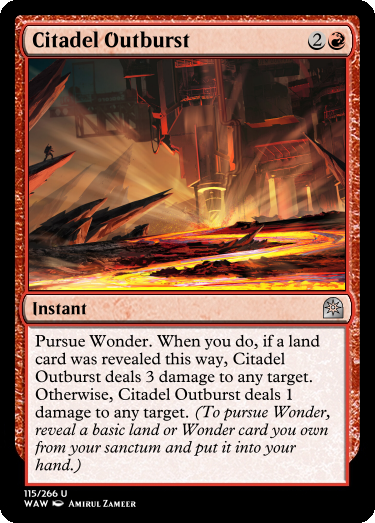 Citadel Outburst 2
Instant
Pursue Wonder. When you do, if a land
card was revealed this way, Citadel
Outburst deals 3 damage to any target.
Otherwise, Citadel Outburst deals 1
damage to any target. (To pursue Wonder,
reveal a basic land or Wonder card you own
from your sanctum and put it into your
hand.)
115/266 U
WAW Amirul Zameer